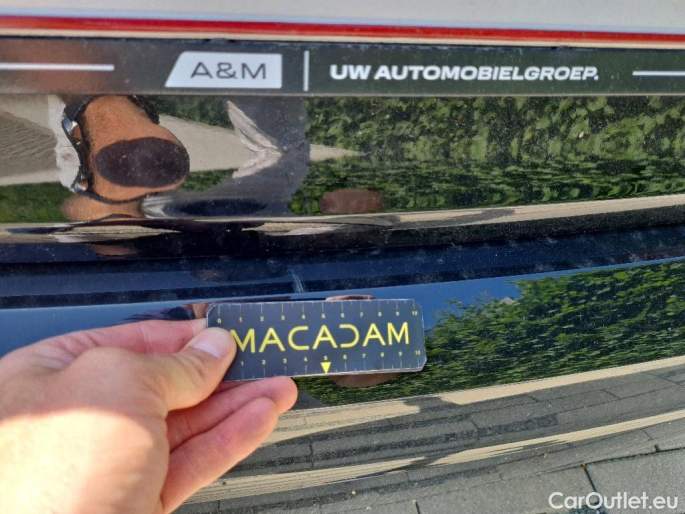 A&M | UW AUTOMOBIELGROEP.
MACADAM
CarOutlet.eu